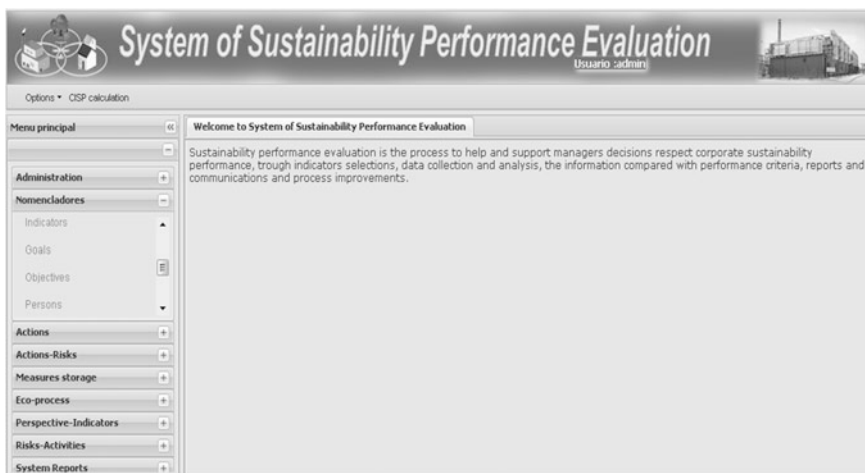 System of Sustainability Performance Evaluation
Usuario :admin
Options CISP calculation
Menu principal
Welcome to System of Sustainability Performance Evaluation
Sustainability performance evaluation is the process to help and support managers decisions respect corporate sustainability
performance, trough indicators selections, data collection and analysis, the information compared with performance criteria, reports and
communications and process improvements.
Administration
Nomencladores
Indicators
Goals
Objectives
Persons
Actions
Actions-Risks
Measures storage
Eco-process
Perspective-Indicators
Risks-Activities
System Reports